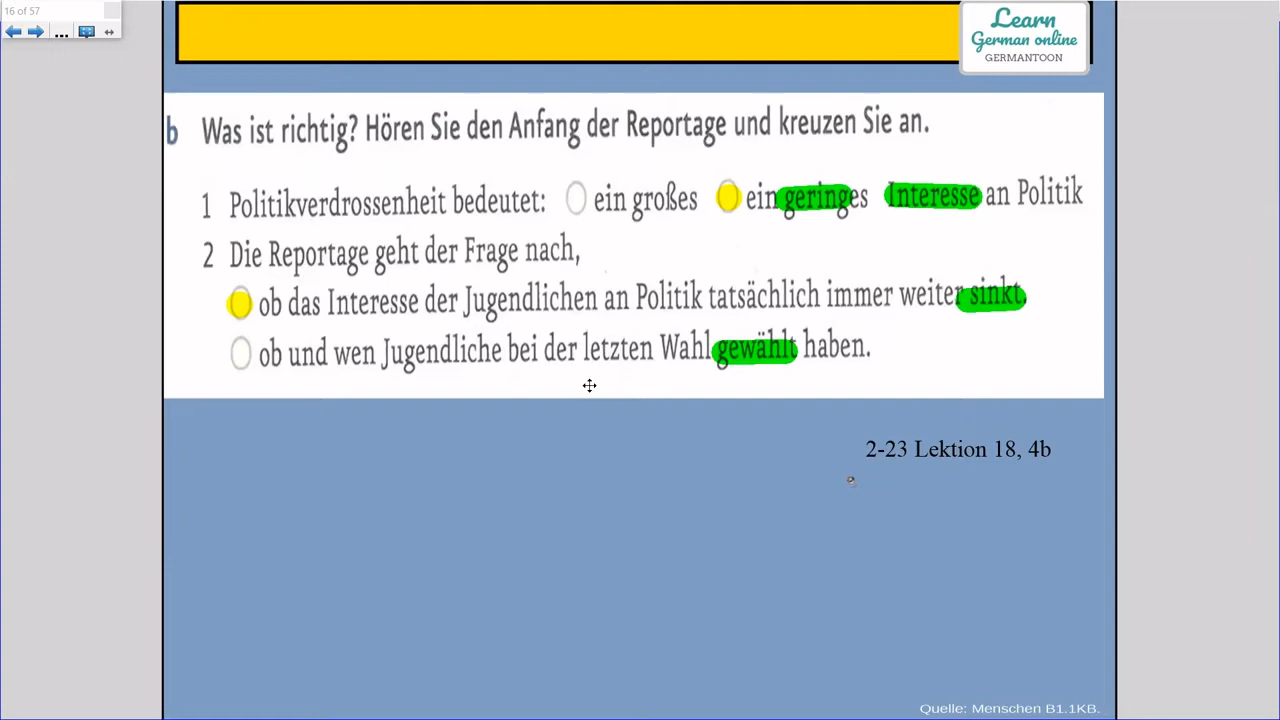 16 of 57
Learn
German online
GERMANTOON
b Was ist richtig? Hören Sie den Anfang der Reportage und kreuzen Sie an.
1 Politikverdrossenheit bedeutet: ein großes ein geringes Interesse an Politik
2 Die Reportage geht der Frage nach,
ob das Interesse der Jugendlichen an Politik tatsächlich immer weiter sinkt.
ob und wen Jugendliche bei der letzten Wahl gewählt haben.
2-23 Lektion 18, 4b
Quelle: Menschen B1.1KB.